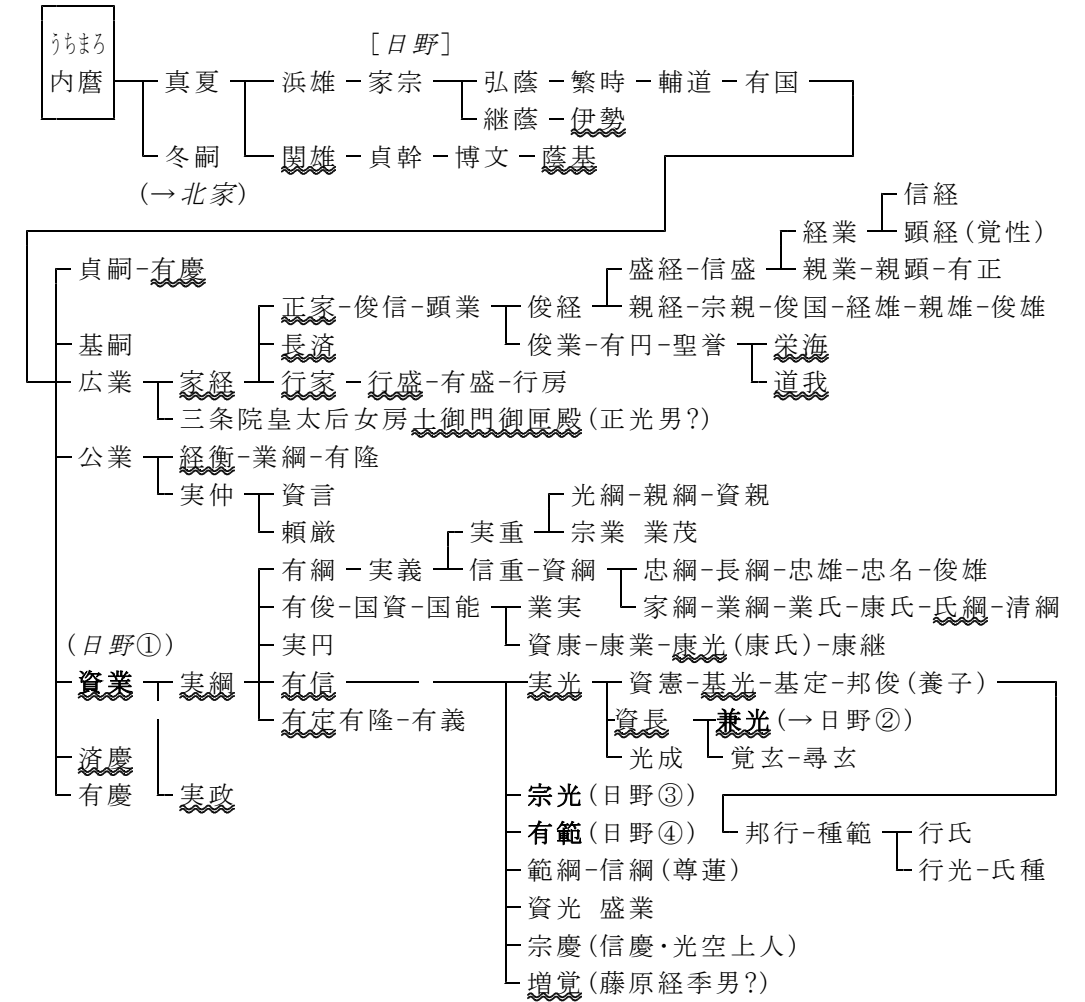 うちまろ
[日野]
内麿 真夏 浜雄－家宗 弘蔭－繁時－輔道－有国
継蔭－伊勢
冬嗣 関雄－貞幹－博文－蔭基
(→北家)
信経
経業 顕経(覚性)
貞嗣-有慶 盛経-信盛 親業-親顕-有正
正家-俊信-顕業 俊経 親経-宗親-俊国-経雄-親雄-俊雄
基嗣 長済 俊業-有円-聖誉 栄海
広業 家経 行家－行盛-有盛-行房 道我
三条院皇太后女房土御門御匣殿(正光男?)
公業 経衡-業綱-有隆
実仲 資言 光綱-親綱-資親
頼厳 実重 宗業 業茂
有綱－実義 信重-資綱 忠綱-長綱-忠雄-忠名-俊雄
有俊-国資-国能 業実 家綱-業綱-業氏-康氏-氏綱-清綱
(日野①) 実円 資康-康業-康光(康氏)-康継
資業 実綱 有信 実光 資憲-基光-基定-邦俊(養子)
有定有隆-有義 資長 兼光(→日野②)
済慶 光成 覚玄-尋玄
有慶 実政 宗光(日野③)
有範(日野④) 邦行-種範 行氏
範綱-信綱(尊蓮) 行光-氏種
資光 盛業
宗慶(信慶･光空上人)
増覚(藤原経季男?)